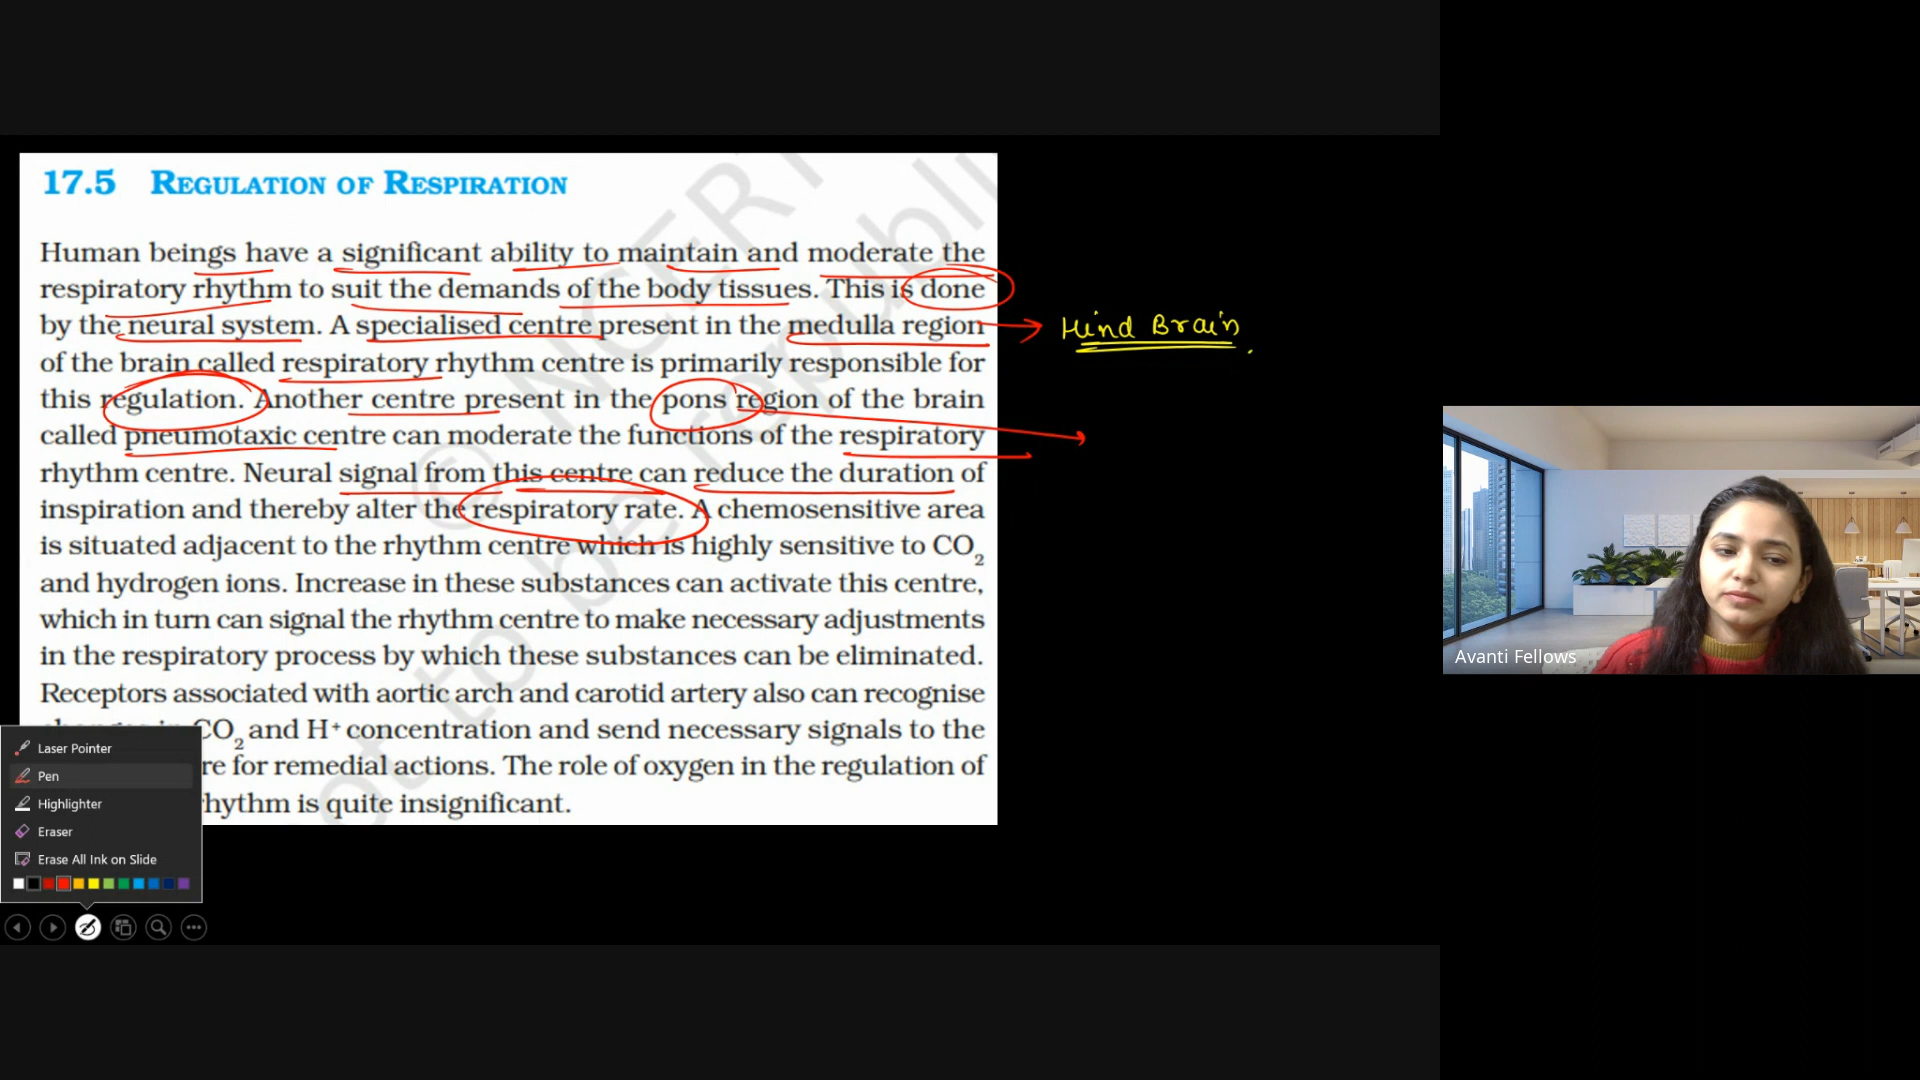 17.5 REGULATION OF RESPIRATION
Human beings have a significant ability to maintain and moderate the
respiratory rhythm to suit the demands of the body tissues. This is done
by the neural system. A specialised centre present in the medulla region
Hind Brain
of the brain called respiratory rhythm centre is primarily responsible for
this regulation. Another centre present in the pons region of the brain
called pneumotaxic centre can moderate the functions of the respiratory
rhythm centre. Neural signal from this centre can reduce the duration of
inspiration and thereby alter the respiratory rate. A chemosensitive area
is situated adjacent to the rhythm centre which is highly sensitive to CO2
and hydrogen ions. Increase in these substances can activate this centre,
which in turn can signal the rhythm centre to make necessary adjustments
in the respiratory process by which these substances can be eliminated.
Receptors associated with aortic arch and carotid artery also can recognise
CO2 and H+ concentration and send necessary signals to the
re for remedial actions. The role of oxygen in the regulation of
hythm is quite insignificant.
© NCERT
not to be republi
Laser Pointer
Pen
Highlighter
Eraser
Erase All Ink on Slide
Avanti Fellows